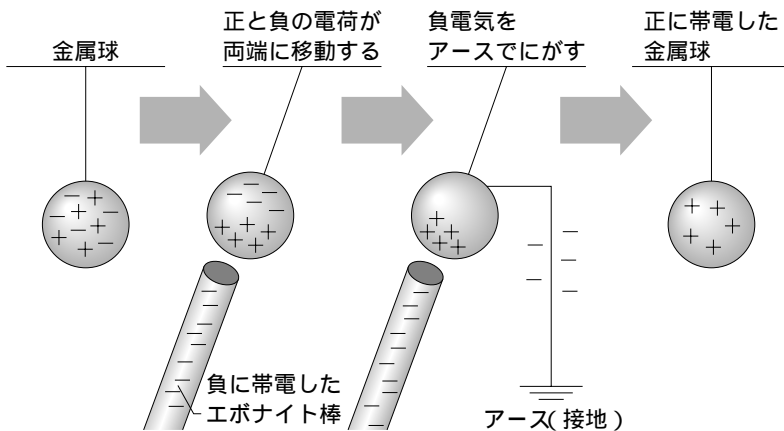 金属球
正と負の電荷が
両端に移動する
負電気を
アースでにがす
正に帯電した
金属球
負に帯電した
エボナイト棒
アース(接地)